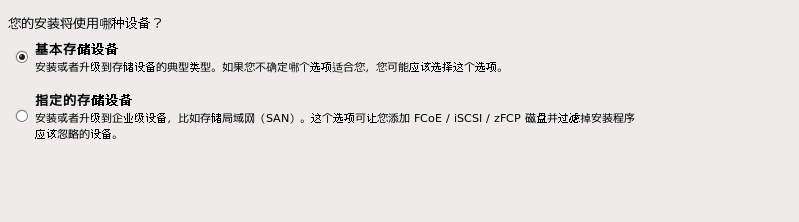 您的安装将使用哪种设备？
基本存储设备
安装或者升级到存储设备的典型类型。如果您不确定哪个选项适合您，您可能应该选择这个选项。
指定的存储设备
安装或者升级到企业级设备，比如存储局域网（SAN）。这个选项可让您添加 FCoE / iSCSI / zFCP 磁盘并过滤掉安装程序
应该忽略的设备。